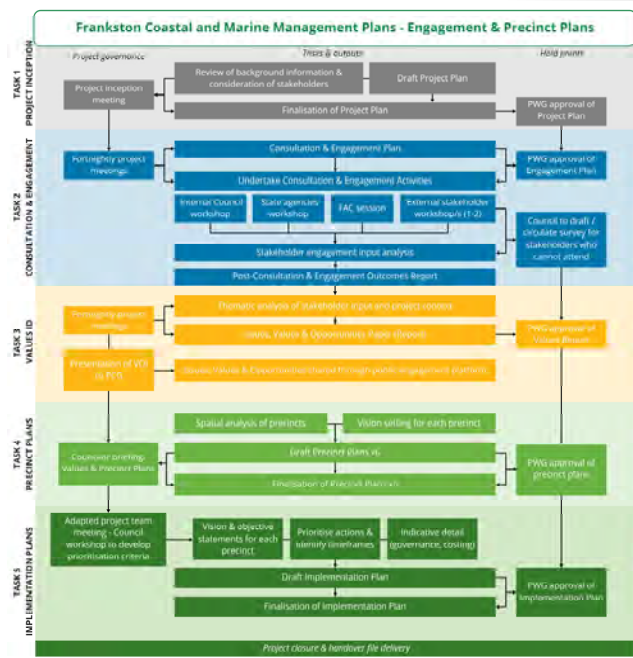 Frankston Coastal and Marine Management Plans - Engagement & Precinct Plans
Project governance
Tasks & outputs
Hold points
TASK 1
PROJECT INCEPTION
Project Inception
meeting
Review of background information &
consideration of stakeholders
Draft Project Plan
Finalisation of Project Plan
PWG approval of
Project Plan
TASK 2
CONSULTATION & ENGAGEMENT
Fortnightly project
meetings
Consultation & Engagement Plan
Undertake Consultation & Engagement Activities
PWG approval of
Engagement Plan
Internal Council
workshop
State agencies
workshop
FAC session
External stakeholder
workshop/s (1-2)
Council to draft /
circulate survey for
stakeholders who
cannot attend
Stakeholder engagement input analysis
Post-Consultation & Engagement Outcomes Report
TASK 3
VALUES ID
Fortnightly project
meetings
Thematic analysis of stakeholder input and project context
Values & Opportunities
PWG approval of
Values Report
Presentation of
TASK 4
PRECINCT PLANS
Spatial analysis of precincts
Vision setting for each precinct
Councillor briefing-
Values & Precinct Plans
Draft Precinct Plans
Finalisation of Precinct Plans
PWG approval of
precinct plans
TASK 5
IMPLEMENTATION PLANS
Adapted project team
meeting - Council
workshop to develop
prioritisation criteria
Vision & objective
statements for each
precinct
Prioritise actions &
identify timeframes
Indicative detail
(governance, costing)
Draft Implementation Plan
Finalisation of Implementation Plan
PWG approval of
Implementation Plan
Project closure & handover file delivery